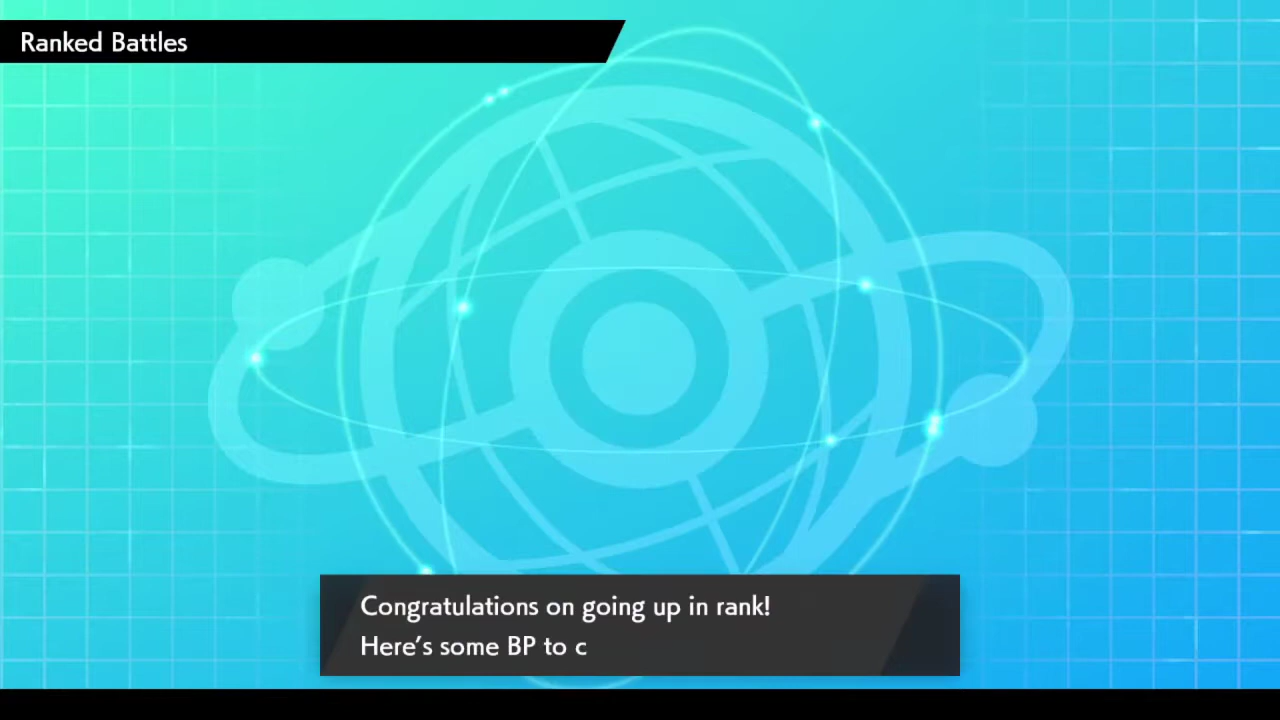 Ranked Battles
Congratulations on going up in rank!
Here's some BP to c